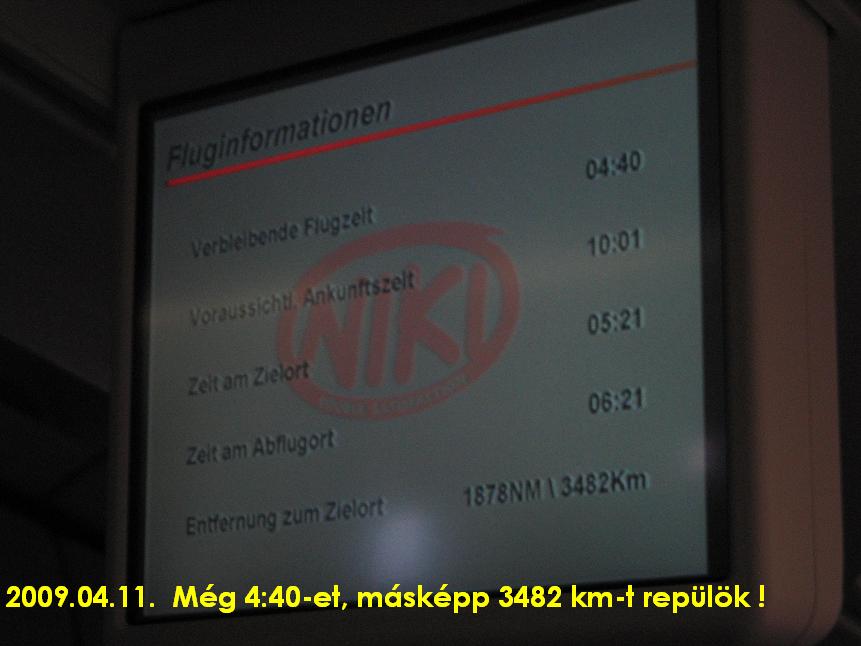 Fluginformationen
Verbleibende Flugzeit 04:40
Voraussichtl. Ankunftszeit 10:01
NIKI
Zeit am Zielort 05:21
Zeit am Abflugort 06:21
Entfernung zum Zielort 1878NM \ 3482Km
2009.04.11. Még 4:40-et, másképp 3482 km-t repülök !